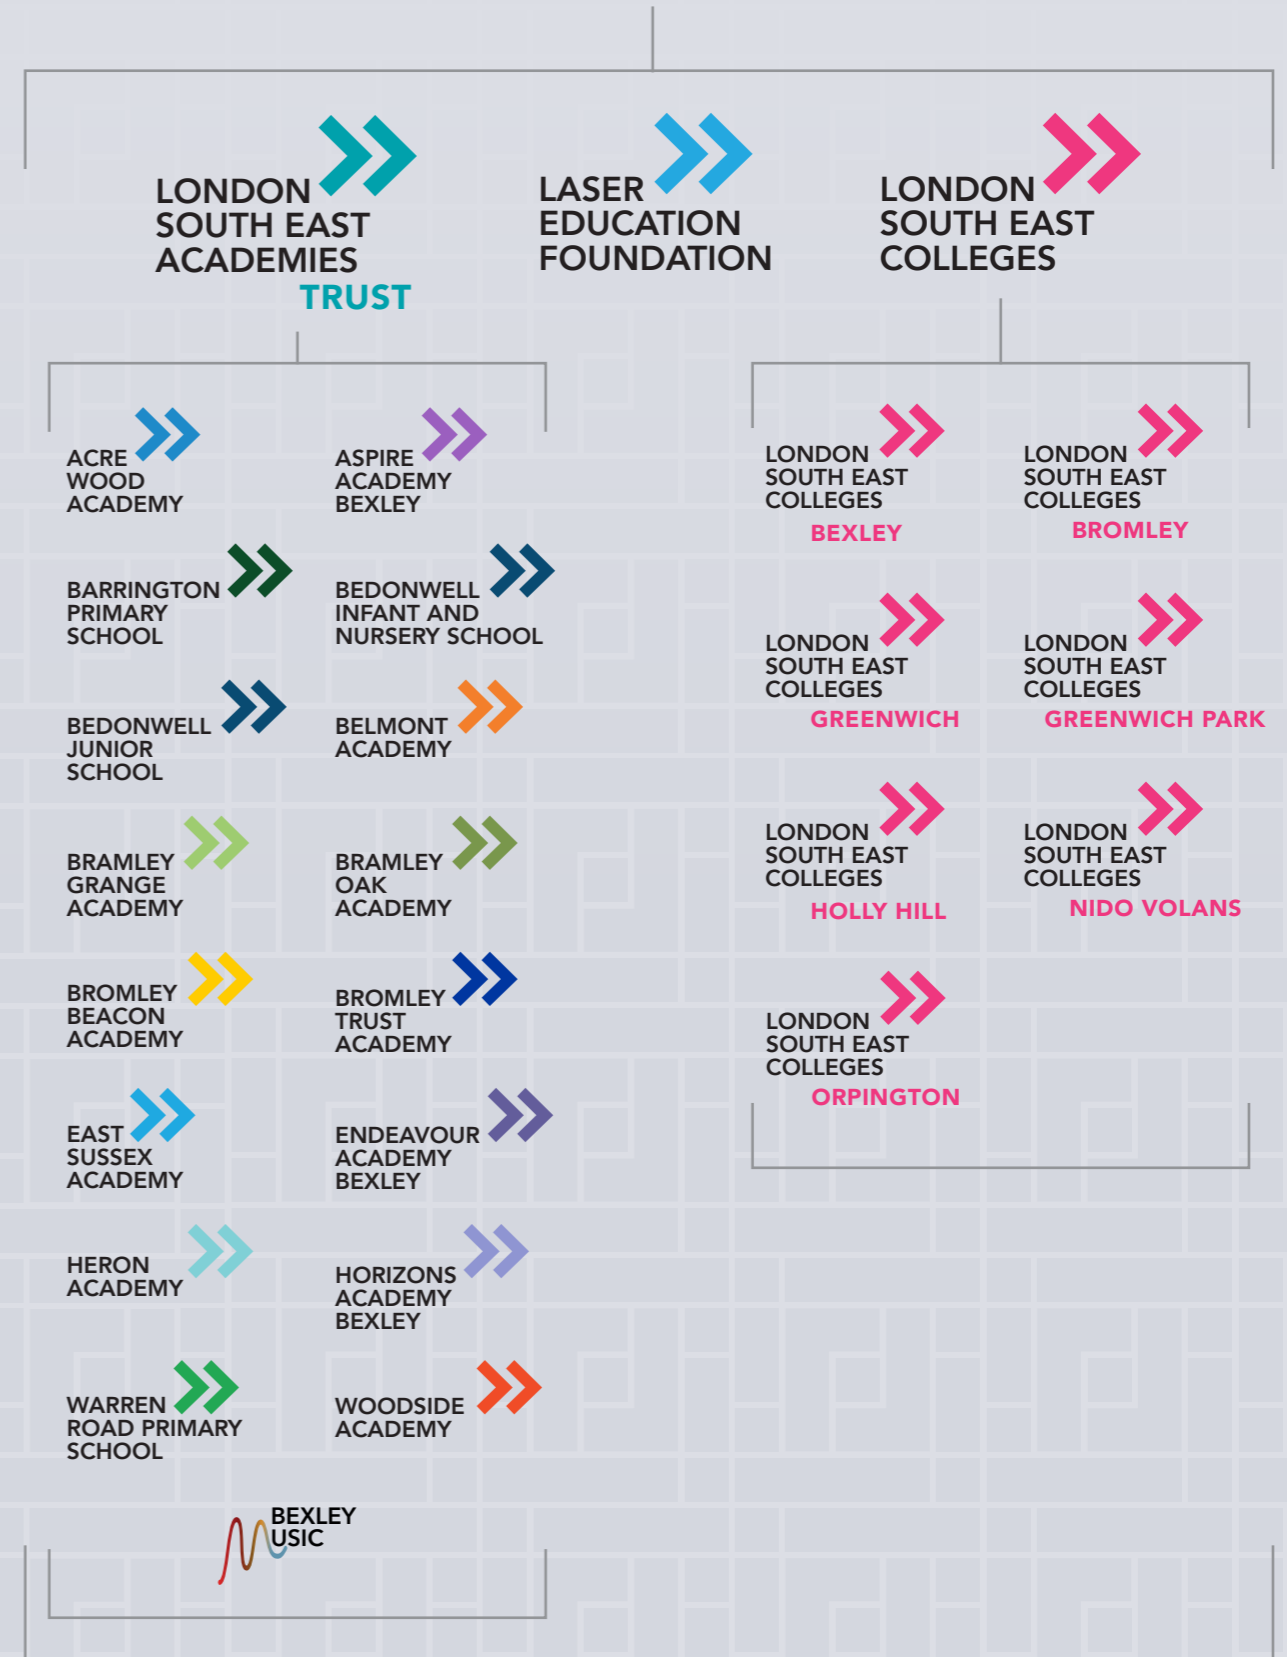 LONDON
SOUTH EAST
ACADEMIES
TRUST
LASER
EDUCATION
FOUNDATION
LONDON
SOUTH EAST
COLLEGES
ACRE
WOOD
ACADEMY
ASPIRE
ACADEMY
BEXLEY
BARRINGTON
PRIMARY
SCHOOL
BEDONWELL
INFANT AND
NURSERY SCHOOL
BEDONWELL
JUNIOR
SCHOOL
BELMONT
ACADEMY
BRAMLEY
GRANGE
ACADEMY
BRAMLEY
OAK
ACADEMY
BROMLEY
BEACON
ACADEMY
BROMLEY
TRUST
ACADEMY
EAST
SUSSEX
ACADEMY
ENDEAVOUR
ACADEMY
BEXLEY
HERON
ACADEMY
HORIZONS
ACADEMY
BEXLEY
WARREN
ROAD PRIMARY
SCHOOL
WOODSIDE
ACADEMY
BEXLEY
MUSIC
LONDON
SOUTH EAST
COLLEGES
BEXLEY
LONDON
SOUTH EAST
COLLEGES
BROMLEY
LONDON
SOUTH EAST
COLLEGES
GREENWICH
LONDON
SOUTH EAST
COLLEGES
GREENWICH PARK
LONDON
SOUTH EAST
COLLEGES
HOLLY HILL
LONDON
SOUTH EAST
COLLEGES
NIDO VOLANS
LONDON
SOUTH EAST
COLLEGES
ORPINGTON